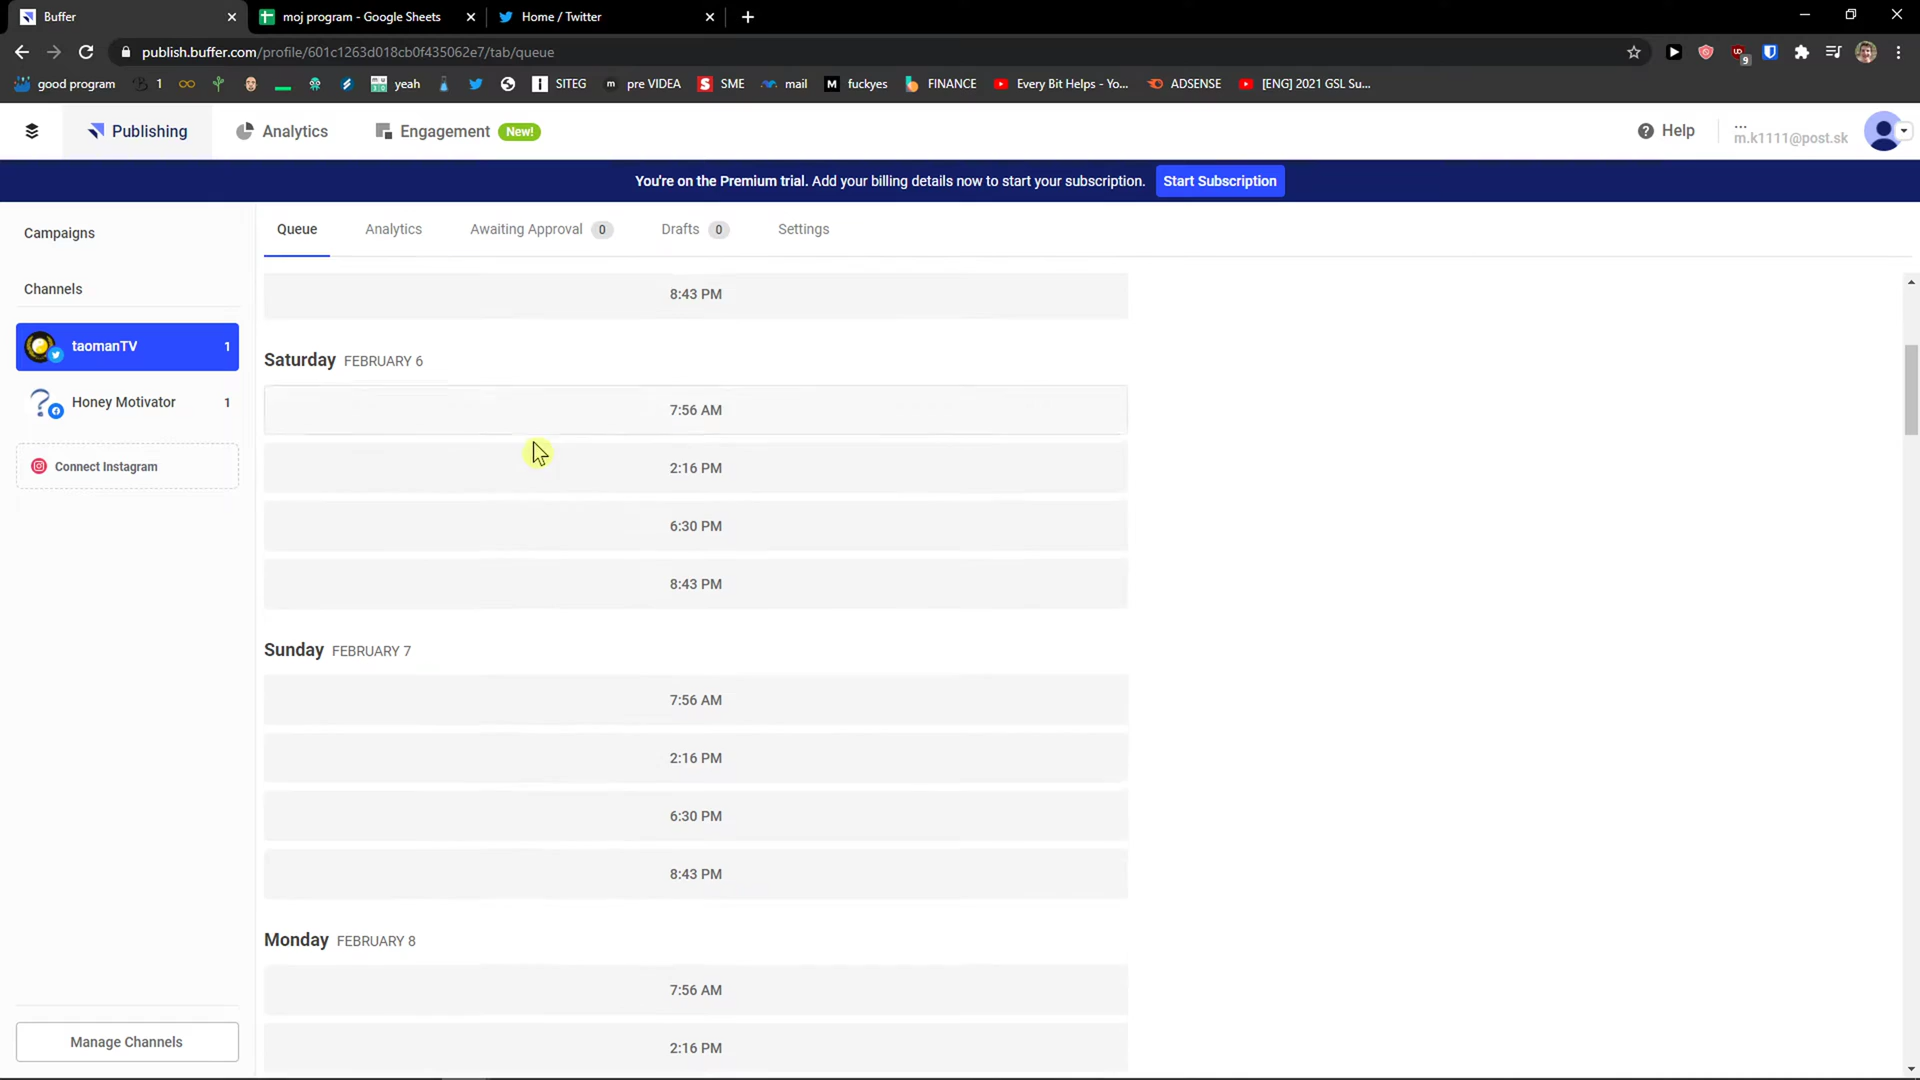 Buffer
moj program - Google Sheets
Home / Twitter
publish.buffer.com/profile/601c1263d018cb0f435062e7/tab/queue
9
good program
1
yeah
SITEG
pre VIDEA
SME
mail
fuckyes
FINANCE
Every Bit Helps - Yo...
ADSENSE
[ENG] 2021 GSL Su...
Publishing
Analytics
Engagement New!
Help
...
m.k1111@post.sk
You're on the Premium trial. Add your billing details now to start your subscription. Start Subscription
Campaigns
Channels
taomanTV 1
Honey Motivator 1
Connect Instagram
Manage Channels
Queue
Analytics
Awaiting Approval 0
Drafts 0
Settings
8:43 PM
Saturday FEBRUARY 6
7:56 AM
2:16 PM
6:30 PM
8:43 PM
Sunday FEBRUARY 7
7:56 AM
2:16 PM
6:30 PM
8:43 PM
Monday FEBRUARY 8
7:56 AM
2:16 PM